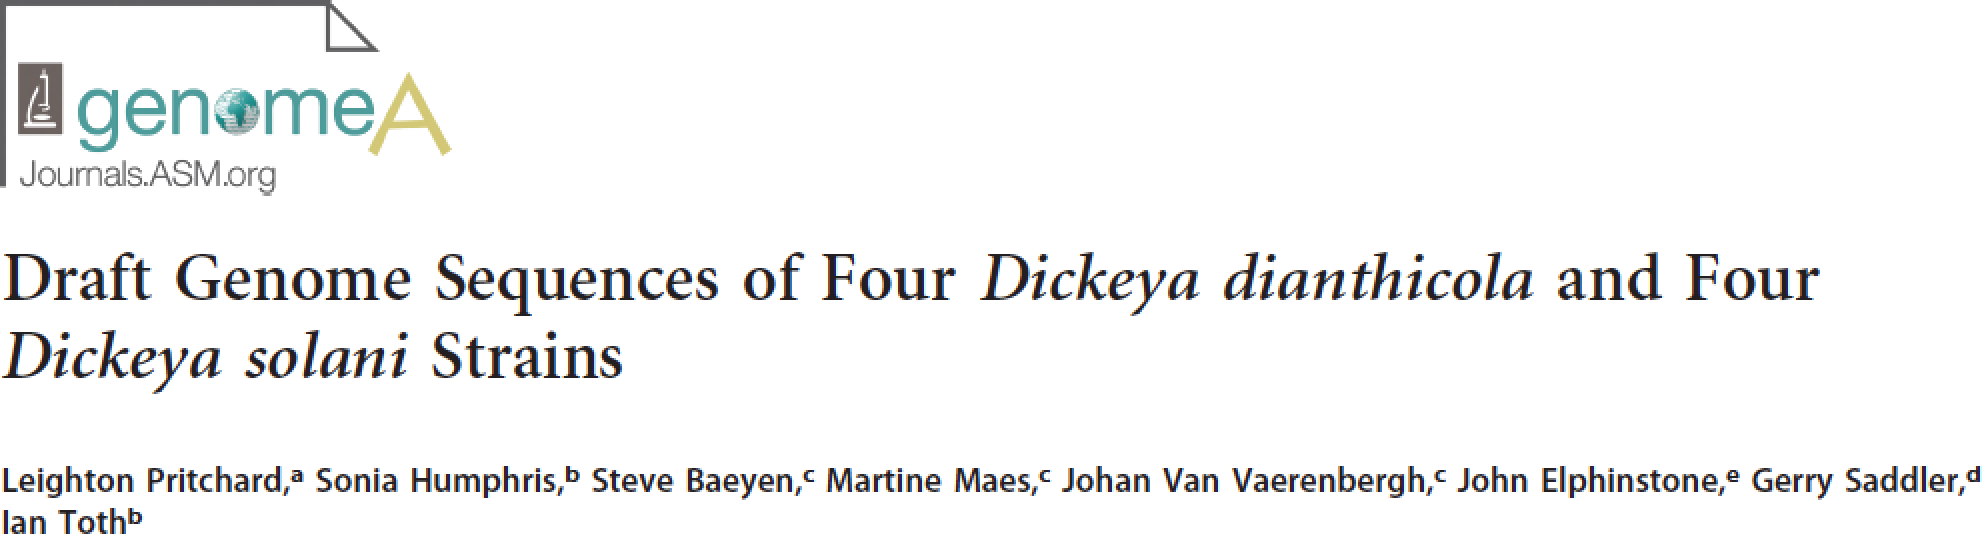 genomeA
Journals.ASM.org
Draft Genome Sequences of Four Dickeya dianthicola and Four
Dickeya solani Strains
Leighton Pritchard,ᵃ Sonia Humphris,ᵇ Steve Baeyen,ᶜ Martine Maes,ᶜ Johan Van Vaerenbergh,ᶜ John Elphinstone,ᵉ Gerry Saddler,ᵈ
Ian Tothᵇ